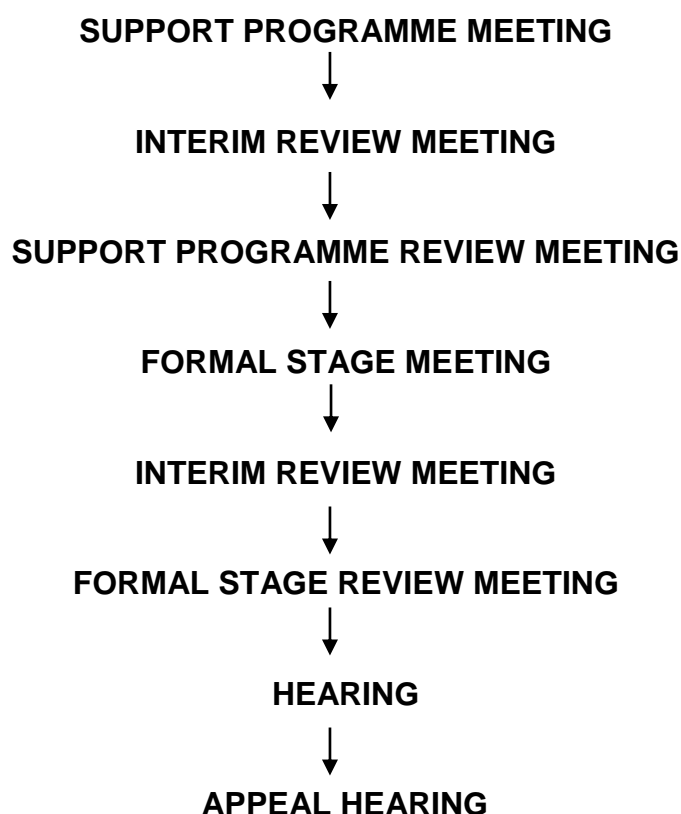 SUPPORT PROGRAMME MEETING
INTERIM REVIEW MEETING
SUPPORT PROGRAMME REVIEW MEETING
FORMAL STAGE MEETING
INTERIM REVIEW MEETING
FORMAL STAGE REVIEW MEETING
HEARING
APPEAL HEARING